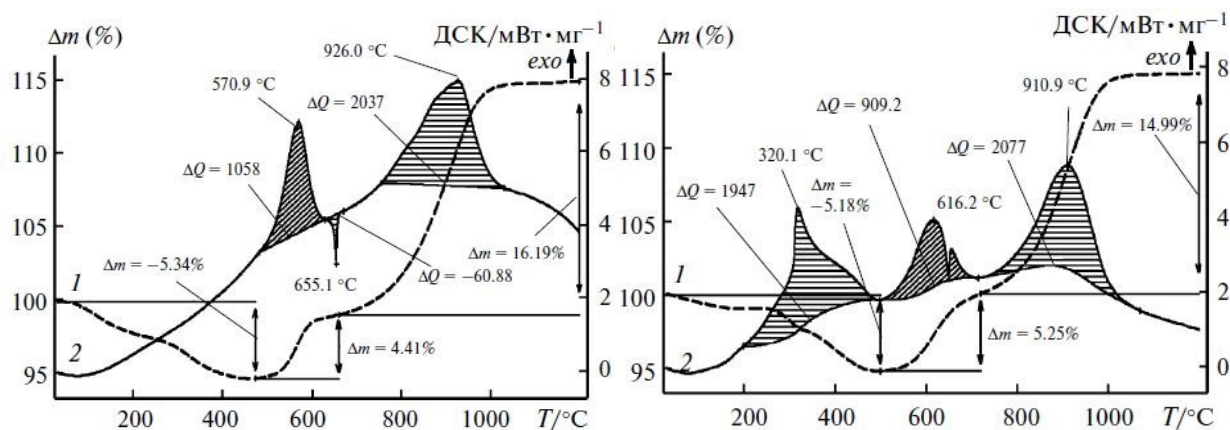 Δm (%)
ДСК/мВт·мг⁻¹
exo
926.0 °C
115
8
570.9 °C
ΔQ = 2037
110
6
ΔQ = 1058
105
4
Δm = 16.19%
Δm = −5.34%
ΔQ = −60.88
1
655.1 °C
100
2
2
Δm = 4.41%
95
0
200
400
600
800
1000
T/°C
Δm (%)
ДСК/мВт·мг⁻¹
exo
8
115
910.9 °C
ΔQ = 909.2
Δm = 14.99%
110
320.1 °C
ΔQ = 2077
6
ΔQ = 1947
Δm =
−5.18%
616.2 °C
105
4
1
100
2
Δm = 5.25%
2
95
0
200
400
600
800
1000
T/°C